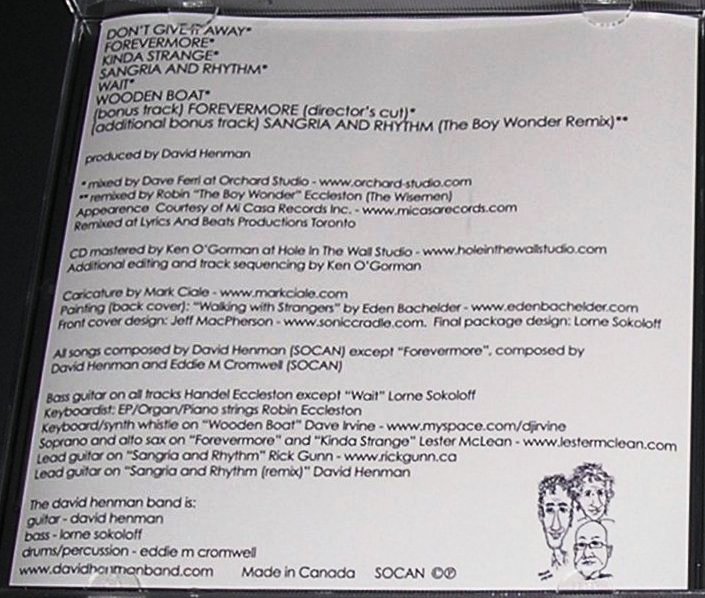 DON'T GIVE IT AWAY*
FOREVERMORE*
KINDA STRANGE*
SANGRIA AND RHYTHM*
WAIT*
WOODEN BOAT*
(bonus track) FOREVERMORE (director's cut)*
(additional bonus track) SANGRIA AND RHYTHM (The Boy Wonder Remix)**
produced by David Henman
* mixed by Dave Ferri at Orchard Studio - www.orchard-studio.com
** remixed by Robin "The Boy Wonder" Eccleston (The Wisemen)
Appearence Courtesy of Mi Casa Records Inc. - www.micasarecords.com
Remixed at Lyrics And Beats Productions Toronto
CD mastered by Ken O'Gorman at Hole In The Wall Studio - www.holeinthewallstudio.com
Additional editing and track sequencing by Ken O'Gorman
Caricature by Mark Ciale - www.markciale.com
Painting (back cover): "Walking with Strangers" by Eden Bachelder - www.edenbachelder.com
Front cover design: Jeff MacPherson - www.soniccradle.com. Final package design: Lorne Sokoloff
All songs composed by David Henman (SOCAN) except "Forevermore", composed by
David Henman and Eddie M Cromwell (SOCAN)
Bass guitar on all tracks Handel Eccleston except "Wait" Lorne Sokoloff
Keyboardist: EP/Organ/Piano strings Robin Eccleston
Keyboard/synth whistle on "Wooden Boat" Dave Irvine - www.myspace.com/djirvine
Soprano and alto sax on "Forevermore" and "Kinda Strange" Lester McLean - www.lestermclean.com
Lead guitar on "Sangria and Rhythm" Rick Gunn - www.rickgunn.ca
Lead guitar on "Sangria and Rhythm (remix)" David Henman
The david henman band is:
guitar - david henman
bass - lorne sokoloff
drums/percussion - eddie m cromwell
www.davidhenmanband.com Made in Canada SOCAN ©℗